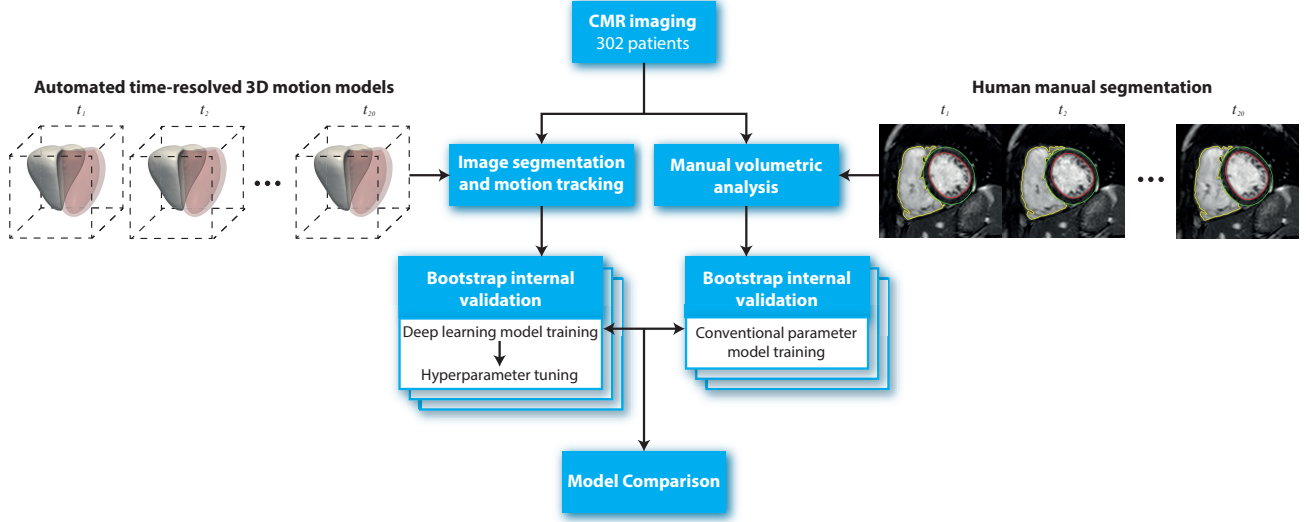 CMR imaging
302 patients
Automated time-resolved 3D motion models
t1
t2
t20
•••
Human manual segmentation
t1
t2
t20
•••
Image segmentation
and motion tracking
Manual volumetric
analysis
Bootstrap internal
validation
Deep learning model training
Hyperparameter tuning
Bootstrap internal
validation
Conventional parameter
model training
Model Comparison